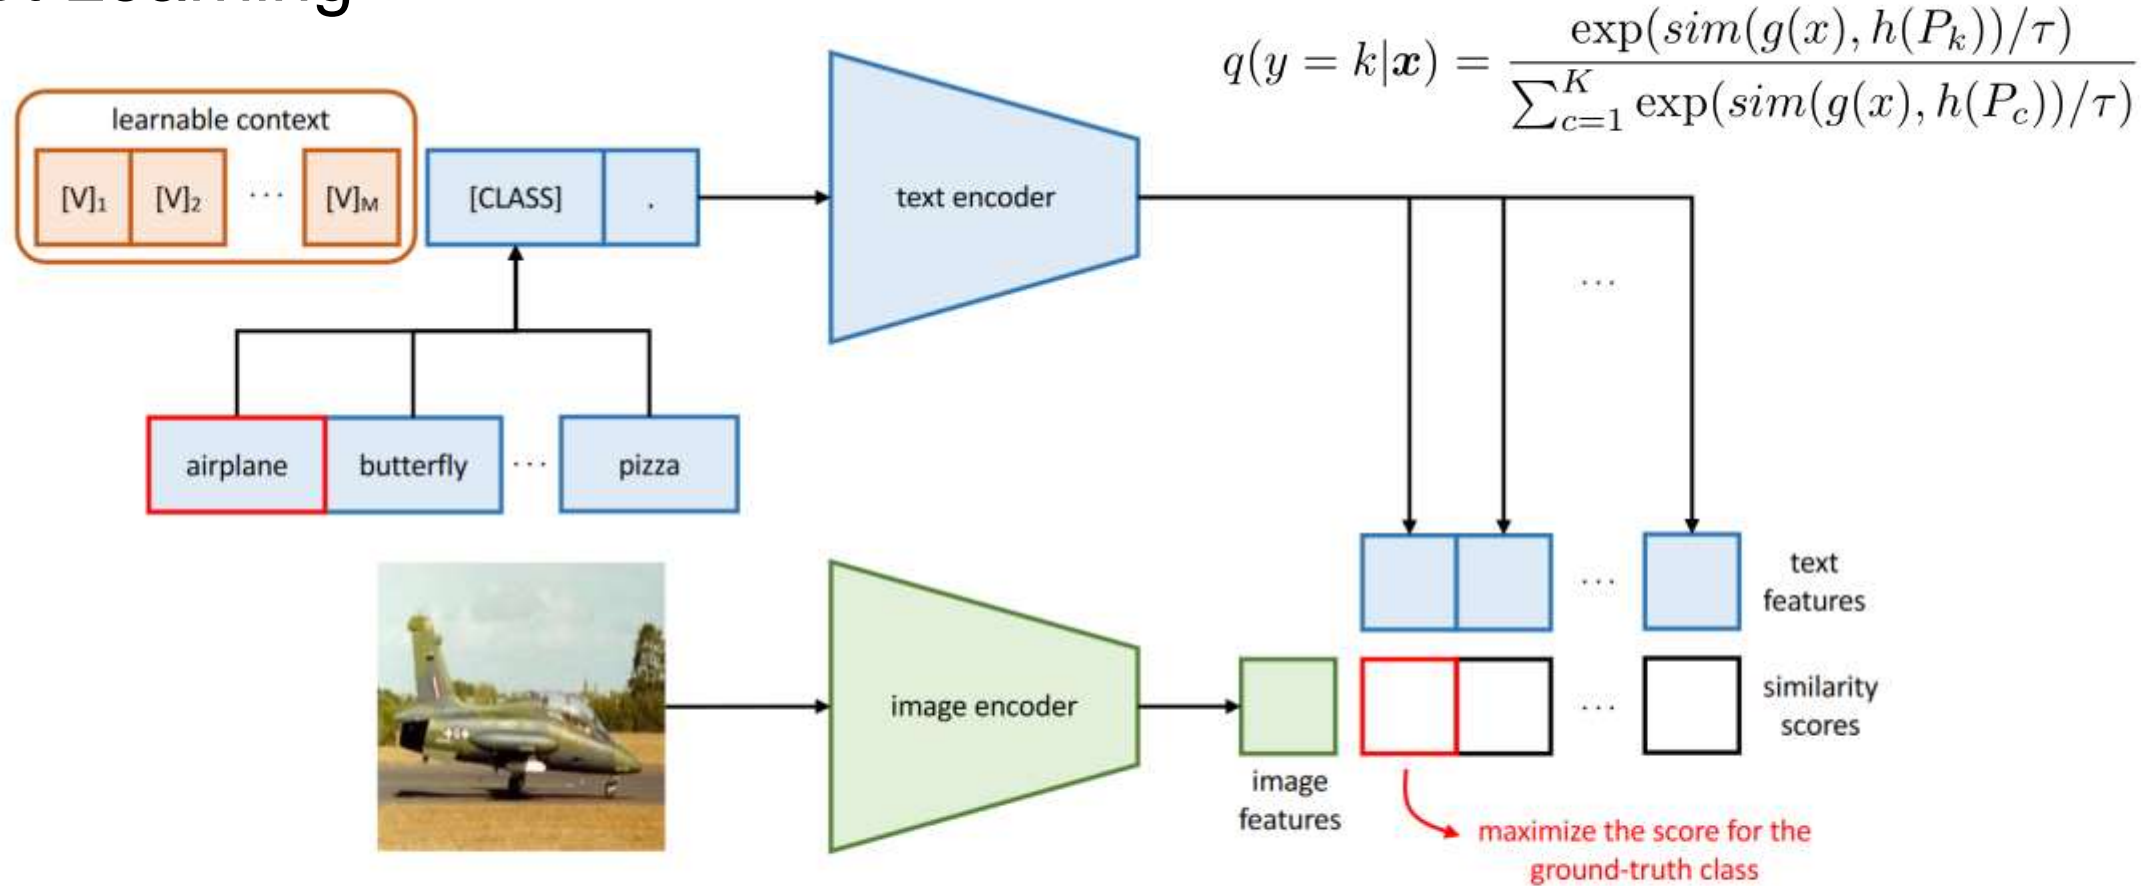 Learning
q(y = k|x) = exp(sim(g(x), h(P_k))/τ) / ∑_{c=1}^{K} exp(sim(g(x), h(P_c))/τ)
learnable context
[V]₁ [V]₂ ... [V]M [CLASS] .
text encoder
...
airplane butterfly ... pizza
text
features
...
image encoder
similarity
scores
...
image
features
maximize the score for the
ground-truth class